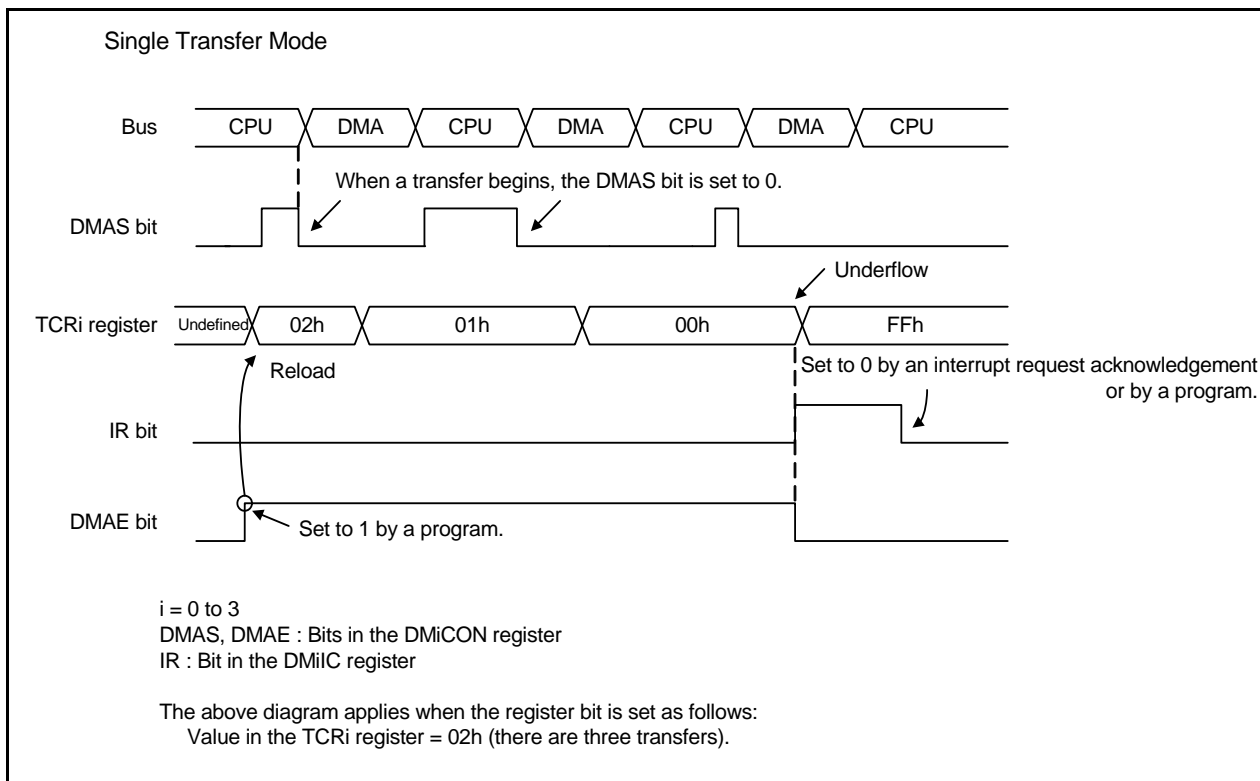 Single Transfer Mode
Bus CPU DMA CPU DMA CPU DMA CPU
When a transfer begins, the DMAS bit is set to 0.
DMAS bit
Underflow
TCRi register Undefined 02h 01h 00h FFh
Reload
Set to 0 by an interrupt request acknowledgement
or by a program.
IR bit
DMAE bit
Set to 1 by a program.
i = 0 to 3
DMAS, DMAE : Bits in the DMiCON register
IR : Bit in the DMiIC register
The above diagram applies when the register bit is set as follows:
Value in the TCRi register = 02h (there are three transfers).